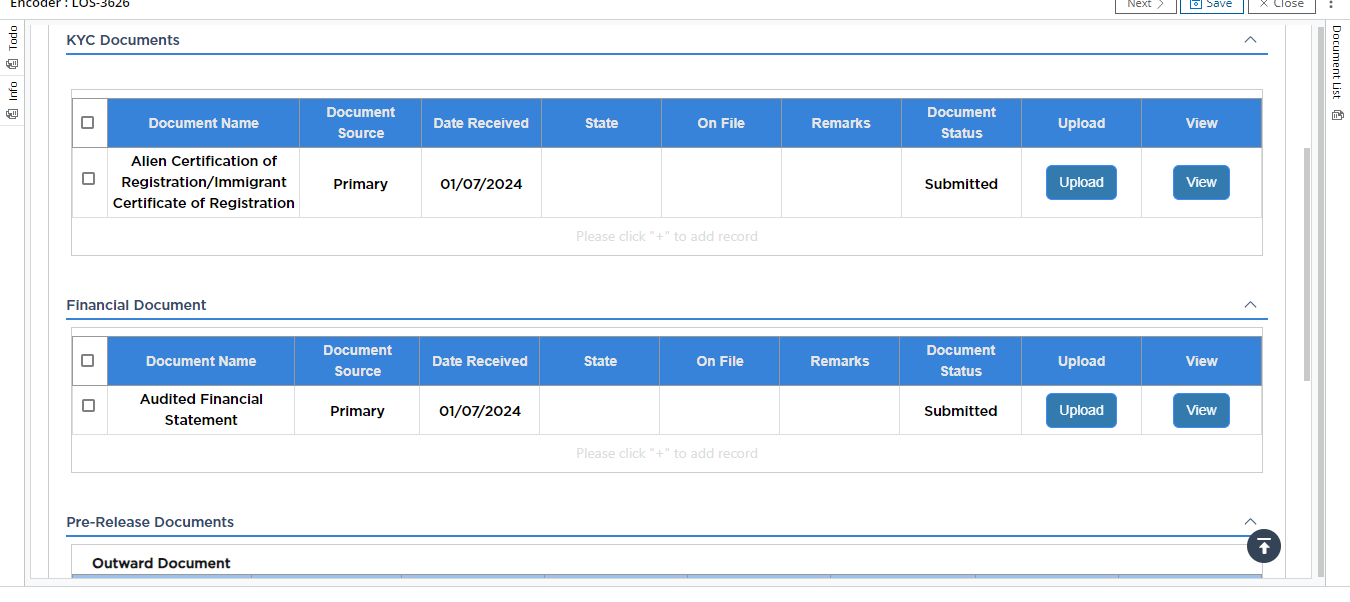 Encoder : LOS-3626
Next
Save
Close
Todo
Info
Document List
KYC Documents
Document Name
Document Source
Date Received
State
On File
Remarks
Document Status
Upload
View
Alien Certification of
Registration/Immigrant
Certificate of Registration
Primary
01/07/2024
Submitted
Upload
View
Please click "+" to add record
Financial Document
Document Name
Document Source
Date Received
State
On File
Remarks
Document Status
Upload
View
Audited Financial
Statement
Primary
01/07/2024
Submitted
Upload
View
Please click "+" to add record
Pre-Release Documents
Outward Document